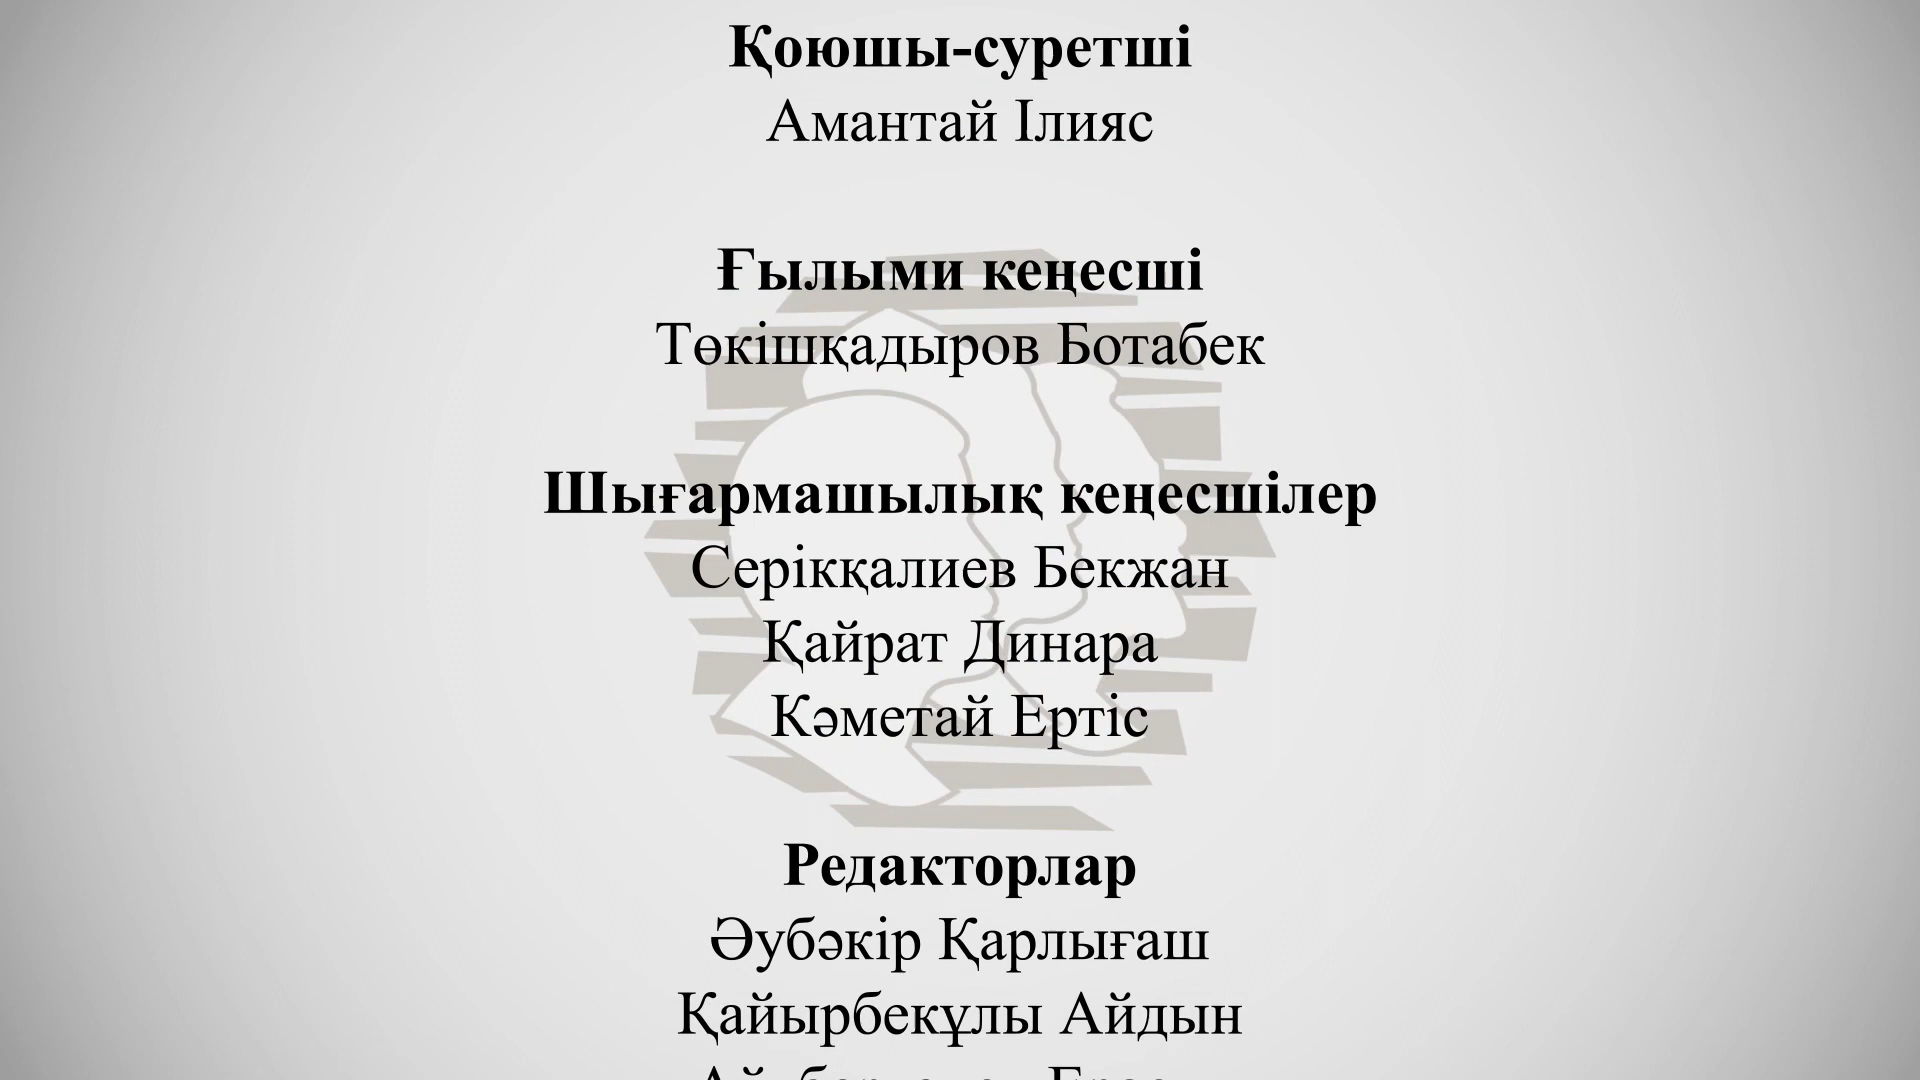 Қоюшы-суретші
Амантай Ілияс
Ғылыми кеңесші
Төкішқадыров Ботабек
Шығармашылық кеңесшілер
Серікқалиев Бекжан
Қайрат Динара
Кәметай Ертіс
Редакторлар
Әубәкір Қарлығаш
Қайырбекұлы Айдын